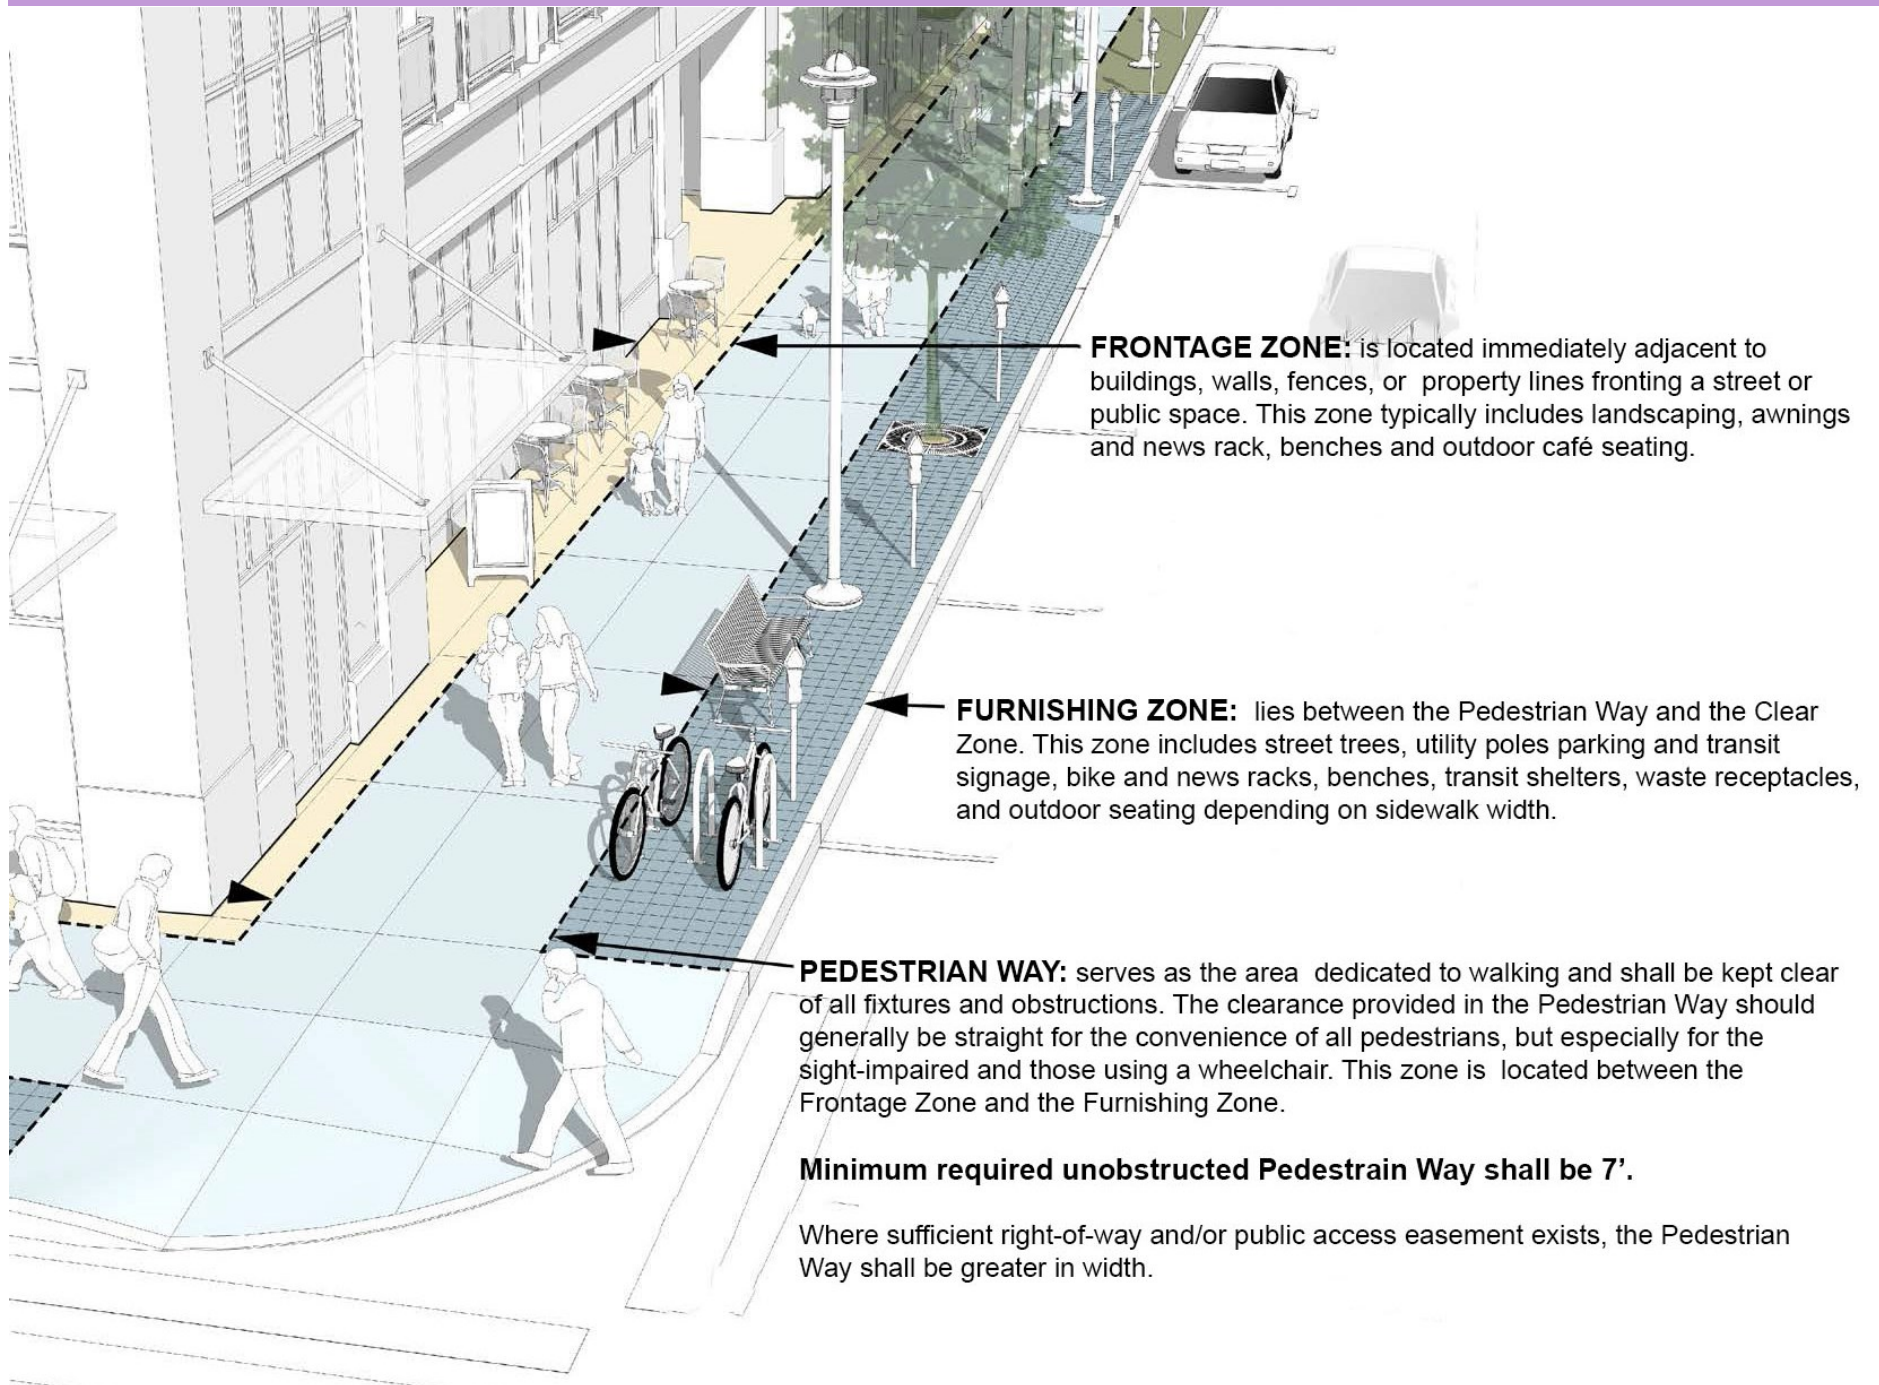 FRONTAGE ZONE: is located immediately adjacent to
buildings, walls, fences, or property lines fronting a street or
public space. This zone typically includes landscaping, awnings
and news rack, benches and outdoor café seating.
FURNISHING ZONE: lies between the Pedestrian Way and the Clear
Zone. This zone includes street trees, utility poles parking and transit
signage, bike and news racks, benches, transit shelters, waste receptacles,
and outdoor seating depending on sidewalk width.
PEDESTRIAN WAY: serves as the area dedicated to walking and shall be kept clear
of all fixtures and obstructions. The clearance provided in the Pedestrian Way should
generally be straight for the convenience of all pedestrians, but especially for the
sight-impaired and those using a wheelchair. This zone is located between the
Frontage Zone and the Furnishing Zone.
Minimum required unobstructed Pedestrain Way shall be 7’.
Where sufficient right-of-way and/or public access easement exists, the Pedestrian
Way shall be greater in width.